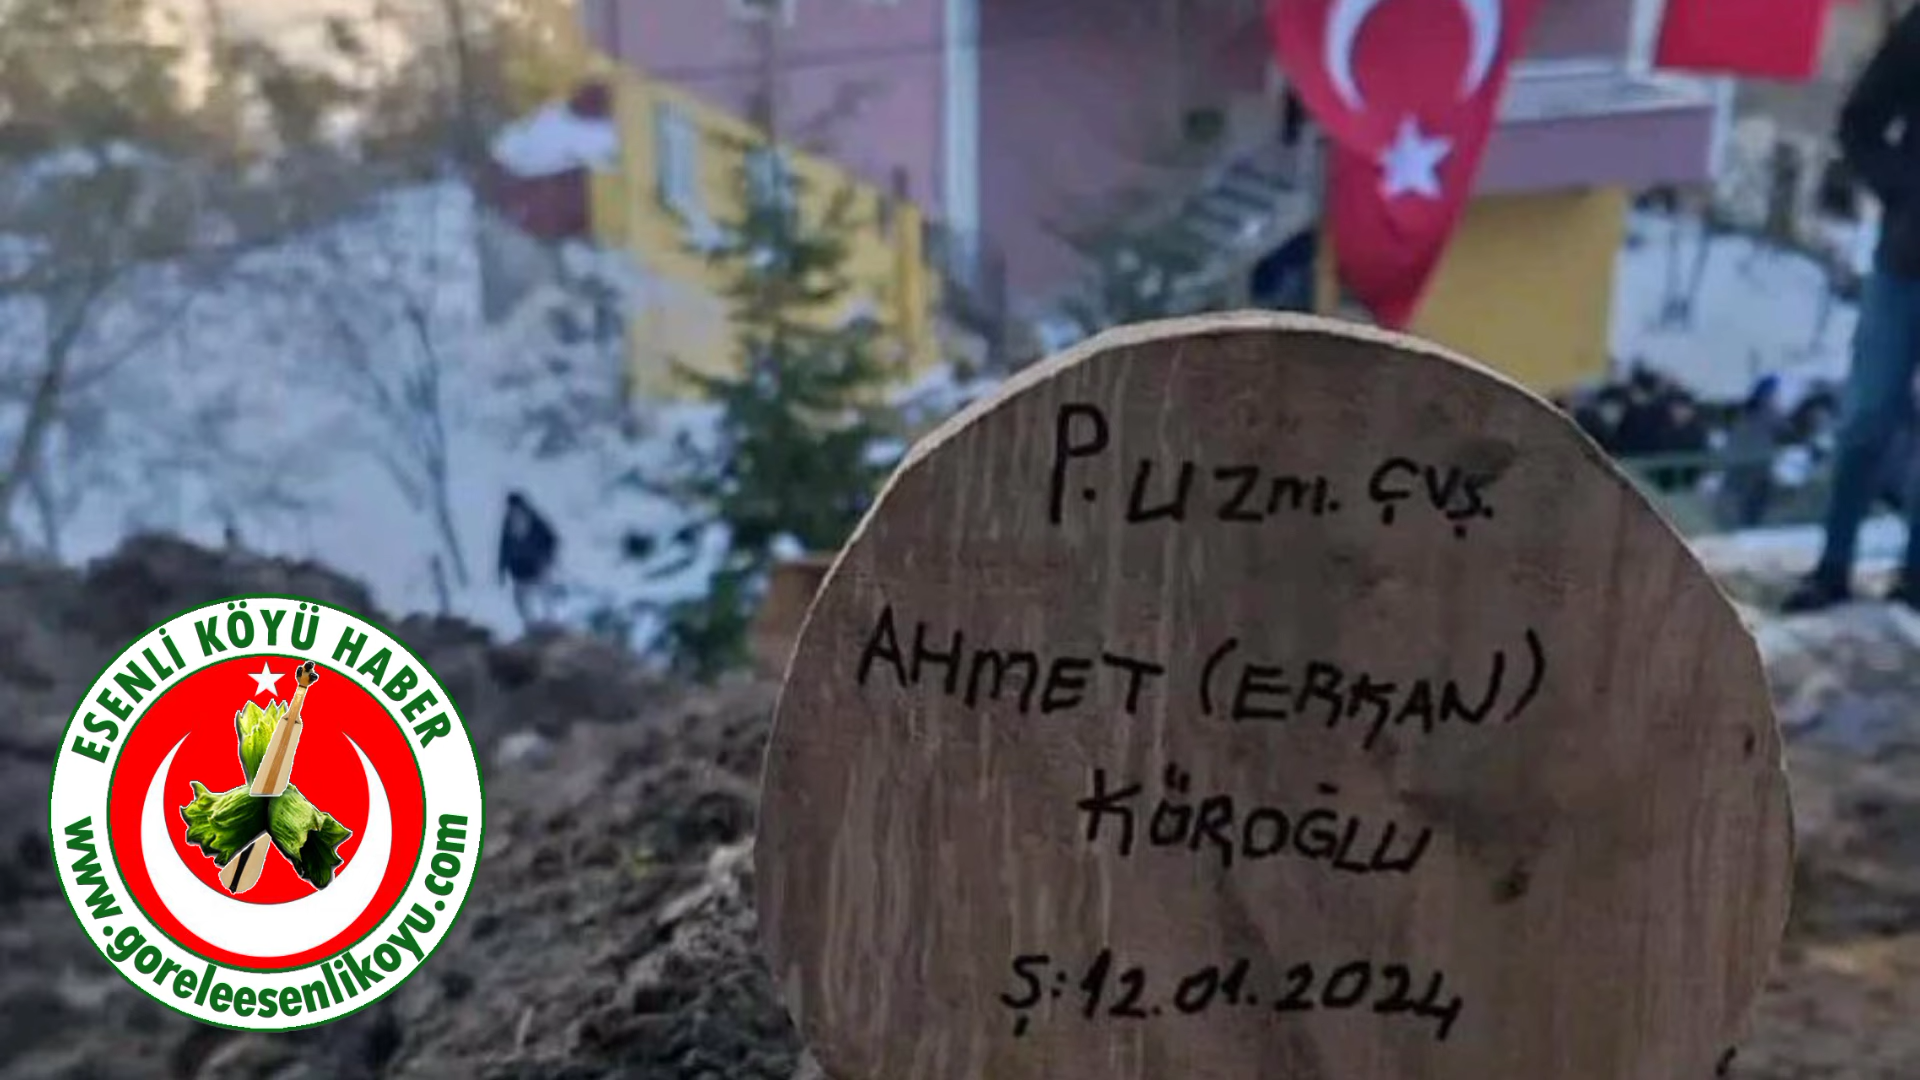 P. UZM. ÇVŞ.
AHMET (ERKAN)
KÖROĞLU
Ş:12.01.2024
ESENLİ KÖYÜ HABER
www.goreleesenlikoyu.com